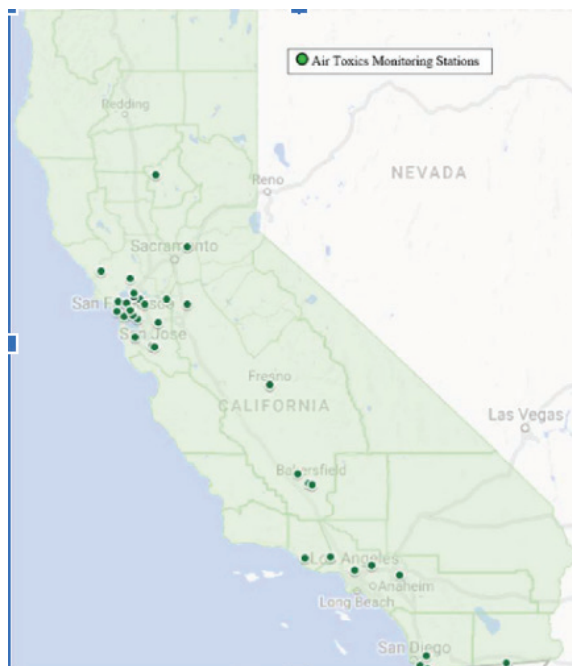 Air Toxics Monitoring Stations
Redding
NEVADA
Reno
Sacramento
San Francisco
San Jose
Fresno
CALIFORNIA
Las Vegas
Bakersfield
Los Angeles
Anaheim
Long Beach
San Diego